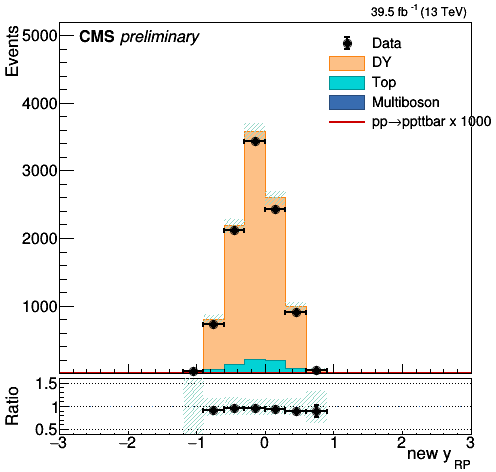 39.5 fb⁻¹ (13 TeV)
CMS preliminary
Events
5000
4000
3000
2000
1000
Data
DY
Top
Multiboson
pp→ppttbar x 1000
Ratio
1.5
1
0.5
−3 −2 −1 0 1 2 3
new y_RP